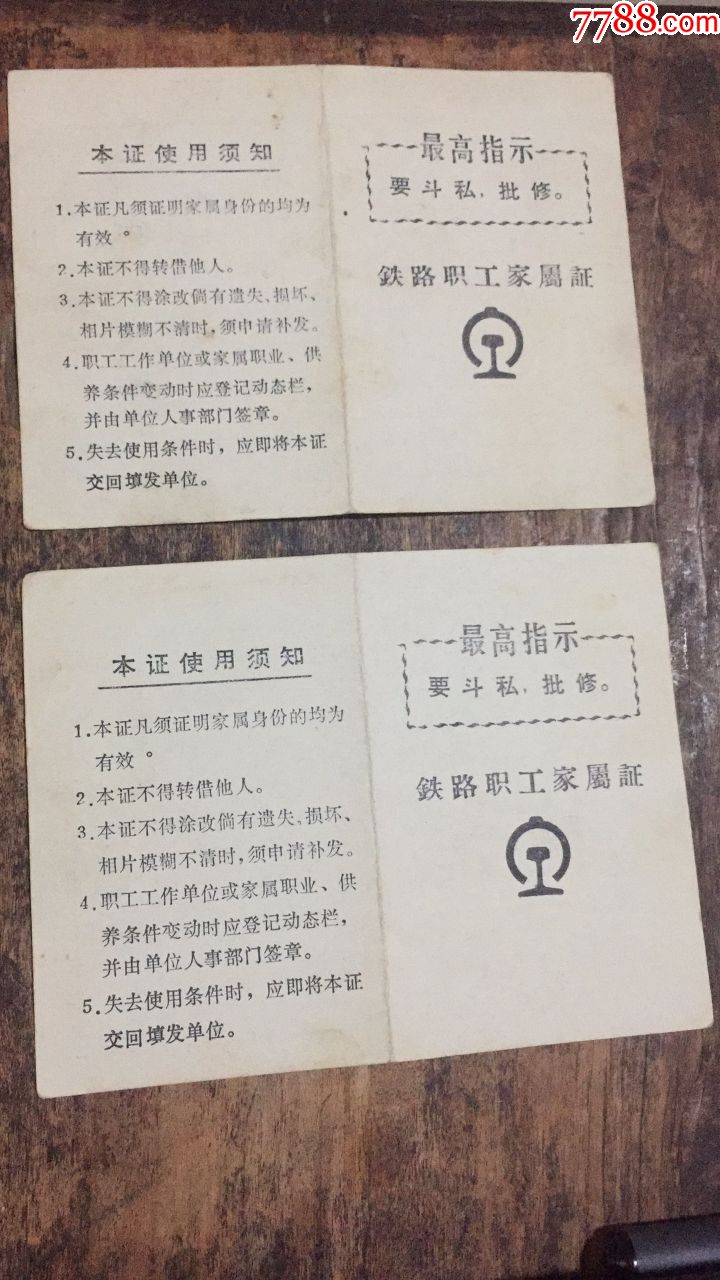 7788.com
本证使用须知
1.本证凡须证明家属身份的均为
有效。
2.本证不得转借他人。
3.本证不得涂改倘有遗失、损坏、
相片模糊不清时,须申请补发。
4.职工工作单位或家属职业、供
养条件变动时应登记动态栏,
并由单位人事部门签章。
5.失去使用条件时,应即将本证
交回填发单位。
最高指示
要斗私,批修。
鉄路职工家屬証
本证使用须知
1.本证凡须证明家属身份的均为
有效。
2.本证不得转借他人。
3.本证不得涂改倘有遗失、损坏、
相片模糊不清时,须申请补发。
4.职工工作单位或家属职业、供
养条件变动时应登记动态栏,
并由单位人事部门签章。
5.失去使用条件时,应即将本证
交回填发单位。
最高指示
要斗私,批修。
鉄路职工家屬証